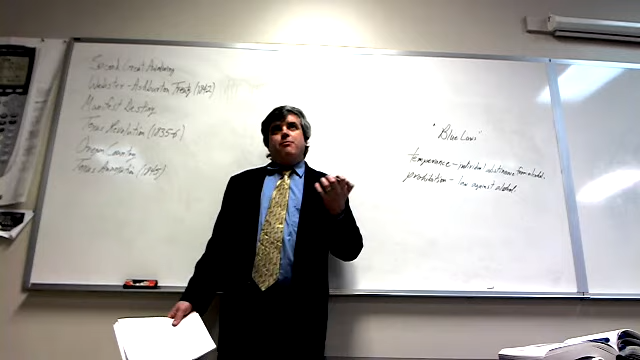 Second Great Awakening
Webster-Ashburton Treaty (1842)
Manifest Destiny
Texas Revolution (1835-6)
Oregon Country
Texas Annexation (1845)
"Blue Laws"
temperance - individual abstinence from alcohol.
prohibition - law against alcohol.